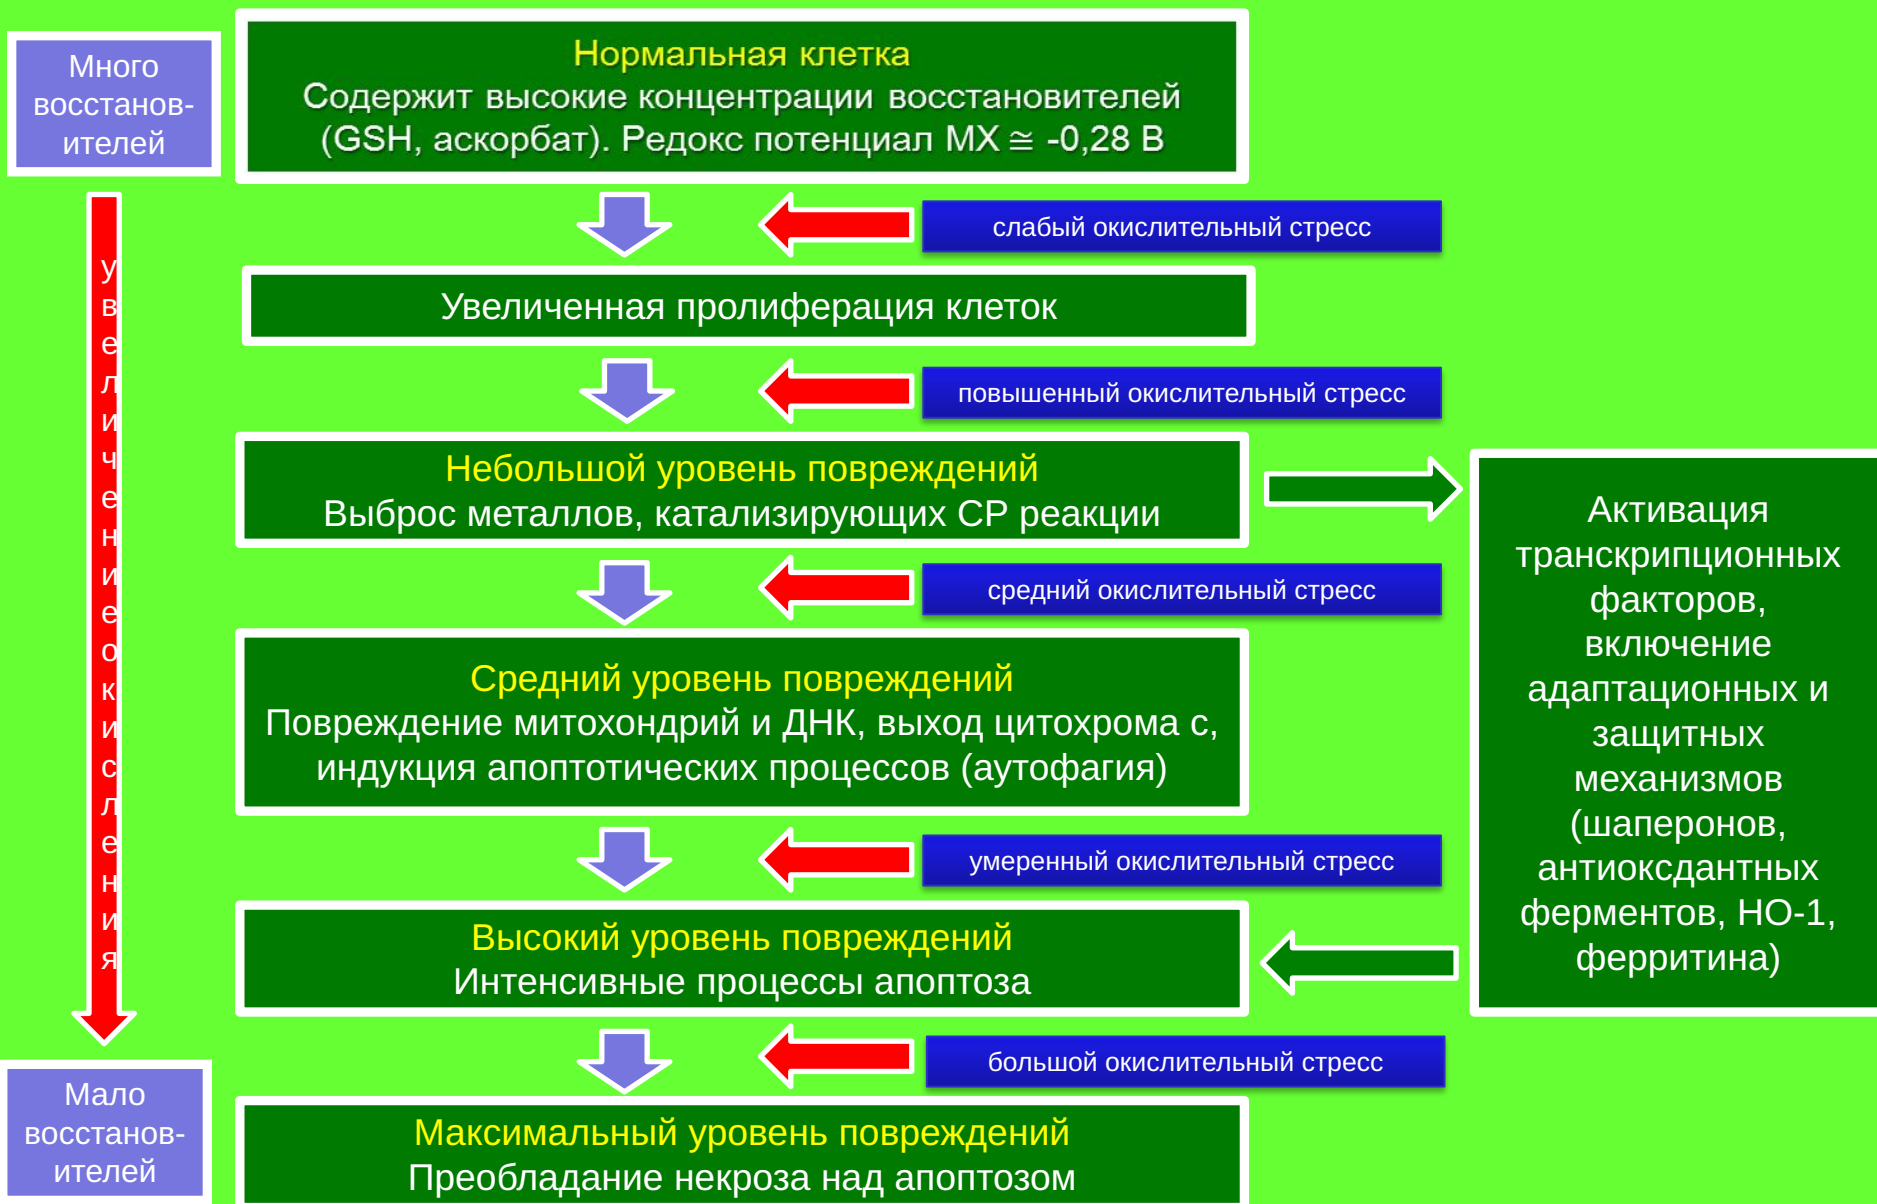 Много
восстанов-
ителей
Нормальная клетка
Содержит высокие концентрации восстановителей
(GSH, аскорбат). Редокс потенциал МХ ≅ -0,28 В
слабый окислительный стресс
Увеличенная пролиферация клеток
повышенный окислительный стресс
Небольшой уровень повреждений
Выброс металлов, катализирующих СР реакции
средний окислительный стресс
Средний уровень повреждений
Повреждение митохондрий и ДНК, выход цитохрома с,
индукция апоптотических процессов (аутофагия)
умеренный окислительный стресс
Высокий уровень повреждений
Интенсивные процессы апоптоза
большой окислительный стресс
Максимальный уровень повреждений
Преобладание некроза над апоптозом
Активация
транскрипционных
факторов,
включение
адаптационных и
защитных
механизмов
(шаперонов,
антиоксдантных
ферментов, НО-1,
ферритина)
увеличениеокисления
Мало
восстанов-
ителей